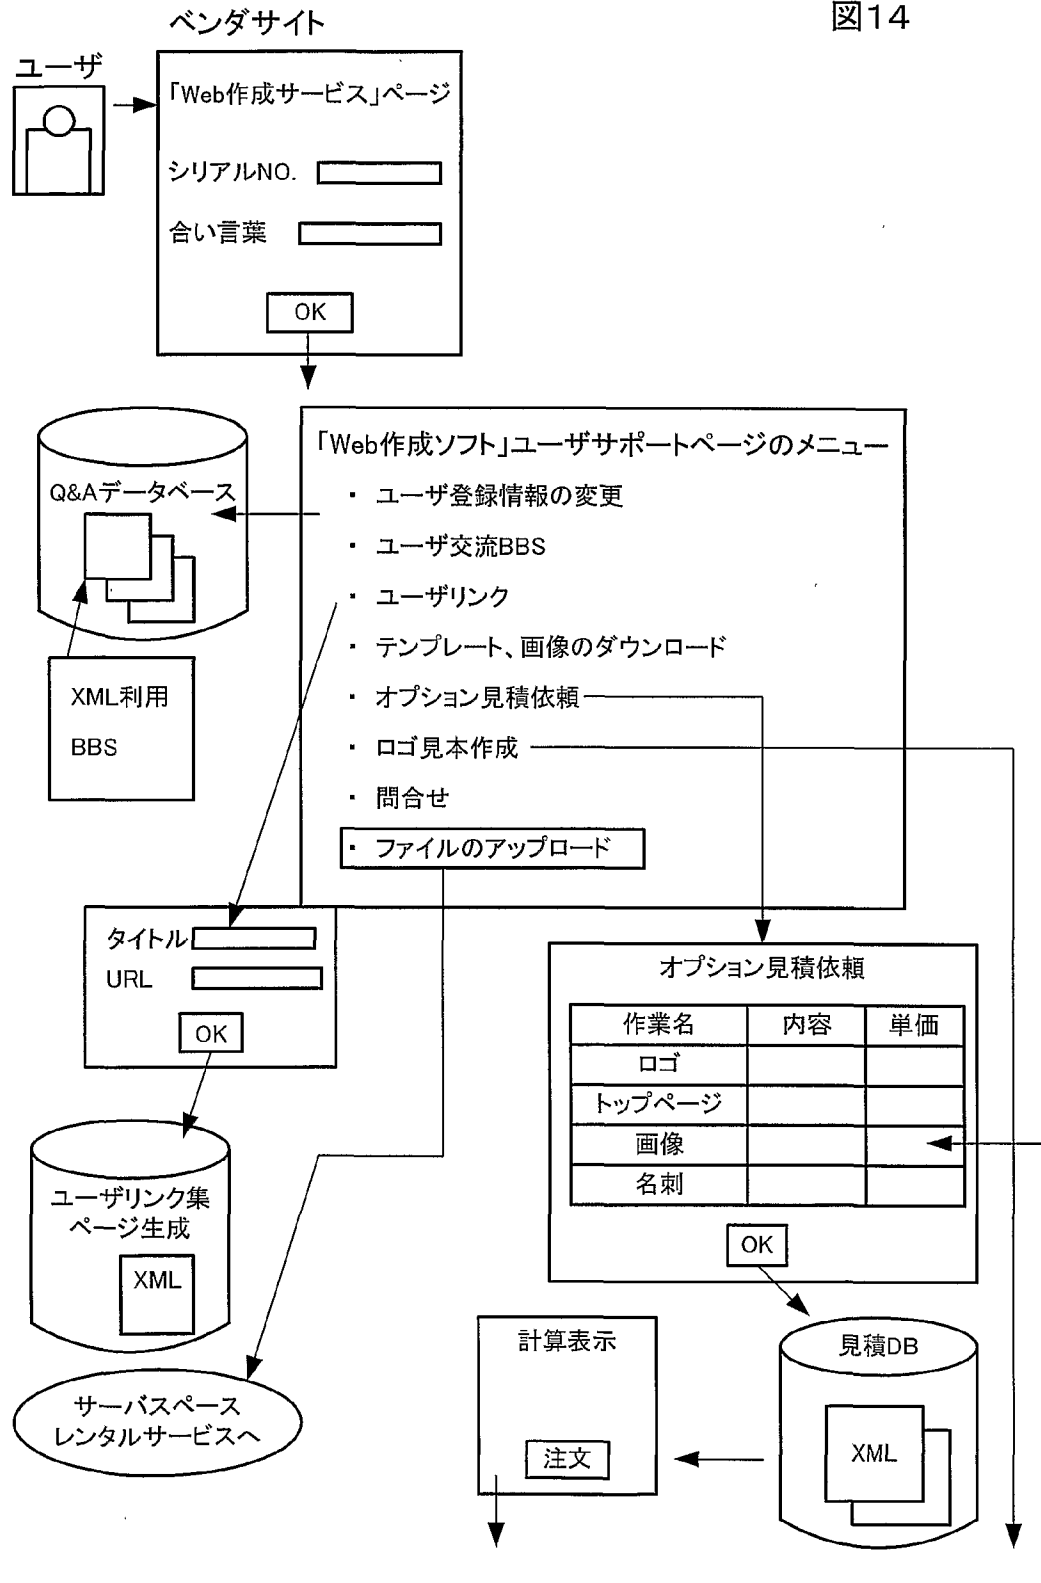 図14
ベンダサイト
ユーザ
「Web作成サービス」ページ
シリアルNO.
合い言葉
OK
「Web作成ソフト」ユーザサポートページのメニュー
・ ユーザ登録情報の変更
・ ユーザ交流BBS
・ ユーザリンク
・ テンプレート、画像のダウンロード
・ オプション見積依頼
・ ロゴ見本作成
・ 問合せ
・ ファイルのアップロード
Q&Aデータベース
XML利用
BBS
タイトル
URL
OK
ユーザリンク集
ページ生成
XML
サーバスペース
レンタルサービスへ
オプション見積依頼
作業名 内容 単価
ロゴ
トップページ
画像
名刺
OK
計算表示
注文
見積DB
XML